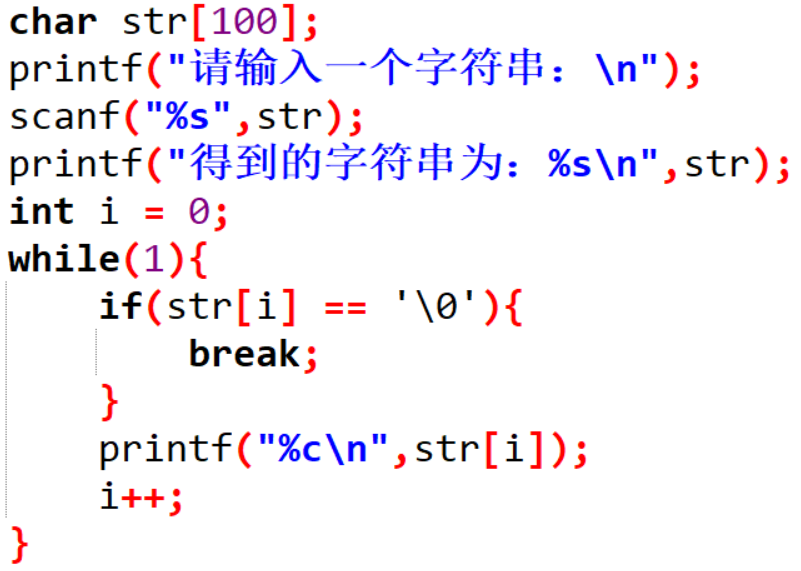 char str[100];
printf("请输入一个字符串：\n");
scanf("%s",str);
printf("得到的字符串为：%s\n",str);
int i = 0;
while(1){
    if(str[i] == '\0'){
        break;
    }
    printf("%c\n",str[i]);
    i++;
}